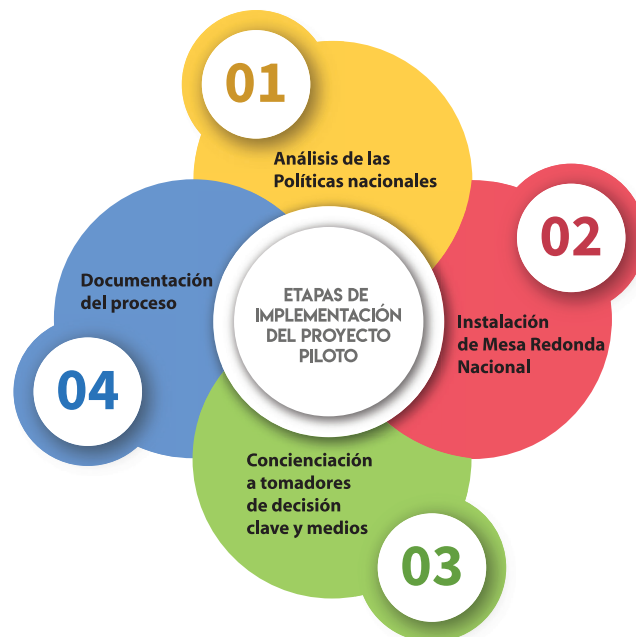 01
Análisis de las
Políticas nacionales
02
Instalación
de Mesa Redonda
Nacional
03
Concienciación
a tomadores
de decisión
clave y medios
04
Documentación
del proceso
ETAPAS DE
IMPLEMENTACIÓN
DEL PROYECTO
PILOTO